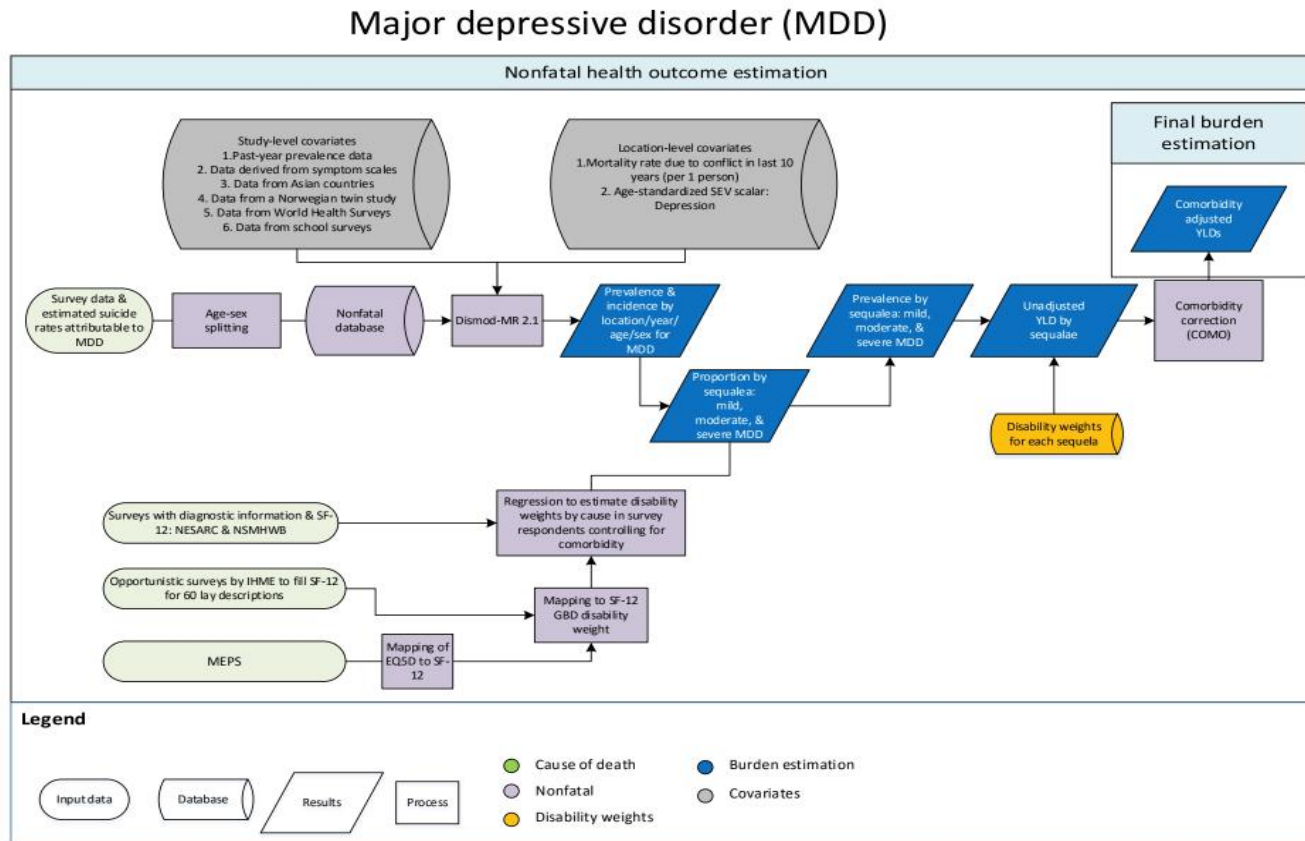 Major depressive disorder (MDD)
Nonfatal health outcome estimation
Study-level covariates
1.Past-year prevalence data
2. Data derived from symptom scales
3. Data from Asian countries
4. Data from a Norwegian twin study
5. Data from World Health Surveys
6. Data from school surveys
Location-level covariates
1.Mortality rate due to conflict in last 10
years (per 1 person)
2. Age-standardized SEV scalar:
Depression
Final burden
estimation
Comorbidity
adjusted
YLDs
Survey data &
estimated suicide
rates attributable to
MDD
Age-sex
splitting
Nonfatal
database
Dismod-MR 2.1
Prevalence &
incidence by
location/year/
age/sex for
MDD
Prevalence by
sequalea: mild,
moderate, &
severe MDD
Unadjusted
YLD by
sequalae
Comorbidity
correction
(COMO)
Proportion by
sequalea:
mild,
moderate, &
severe MDD
Disability weights
for each sequela
Surveys with diagnostic information & SF-
12: NESARC & NSMHWB
Regression to estimate disability
weights by cause in survey
respondents controlling for
comorbidity
Opportunistic surveys by IHME to fill SF-12
for 60 lay descriptions
Mapping to SF-12
GBD disability
weight
MEPS
Mapping of
EQ5D to SF-
12
Legend
Input data
Database
Results
Process
Cause of death
Nonfatal
Disability weights
Burden estimation
Covariates